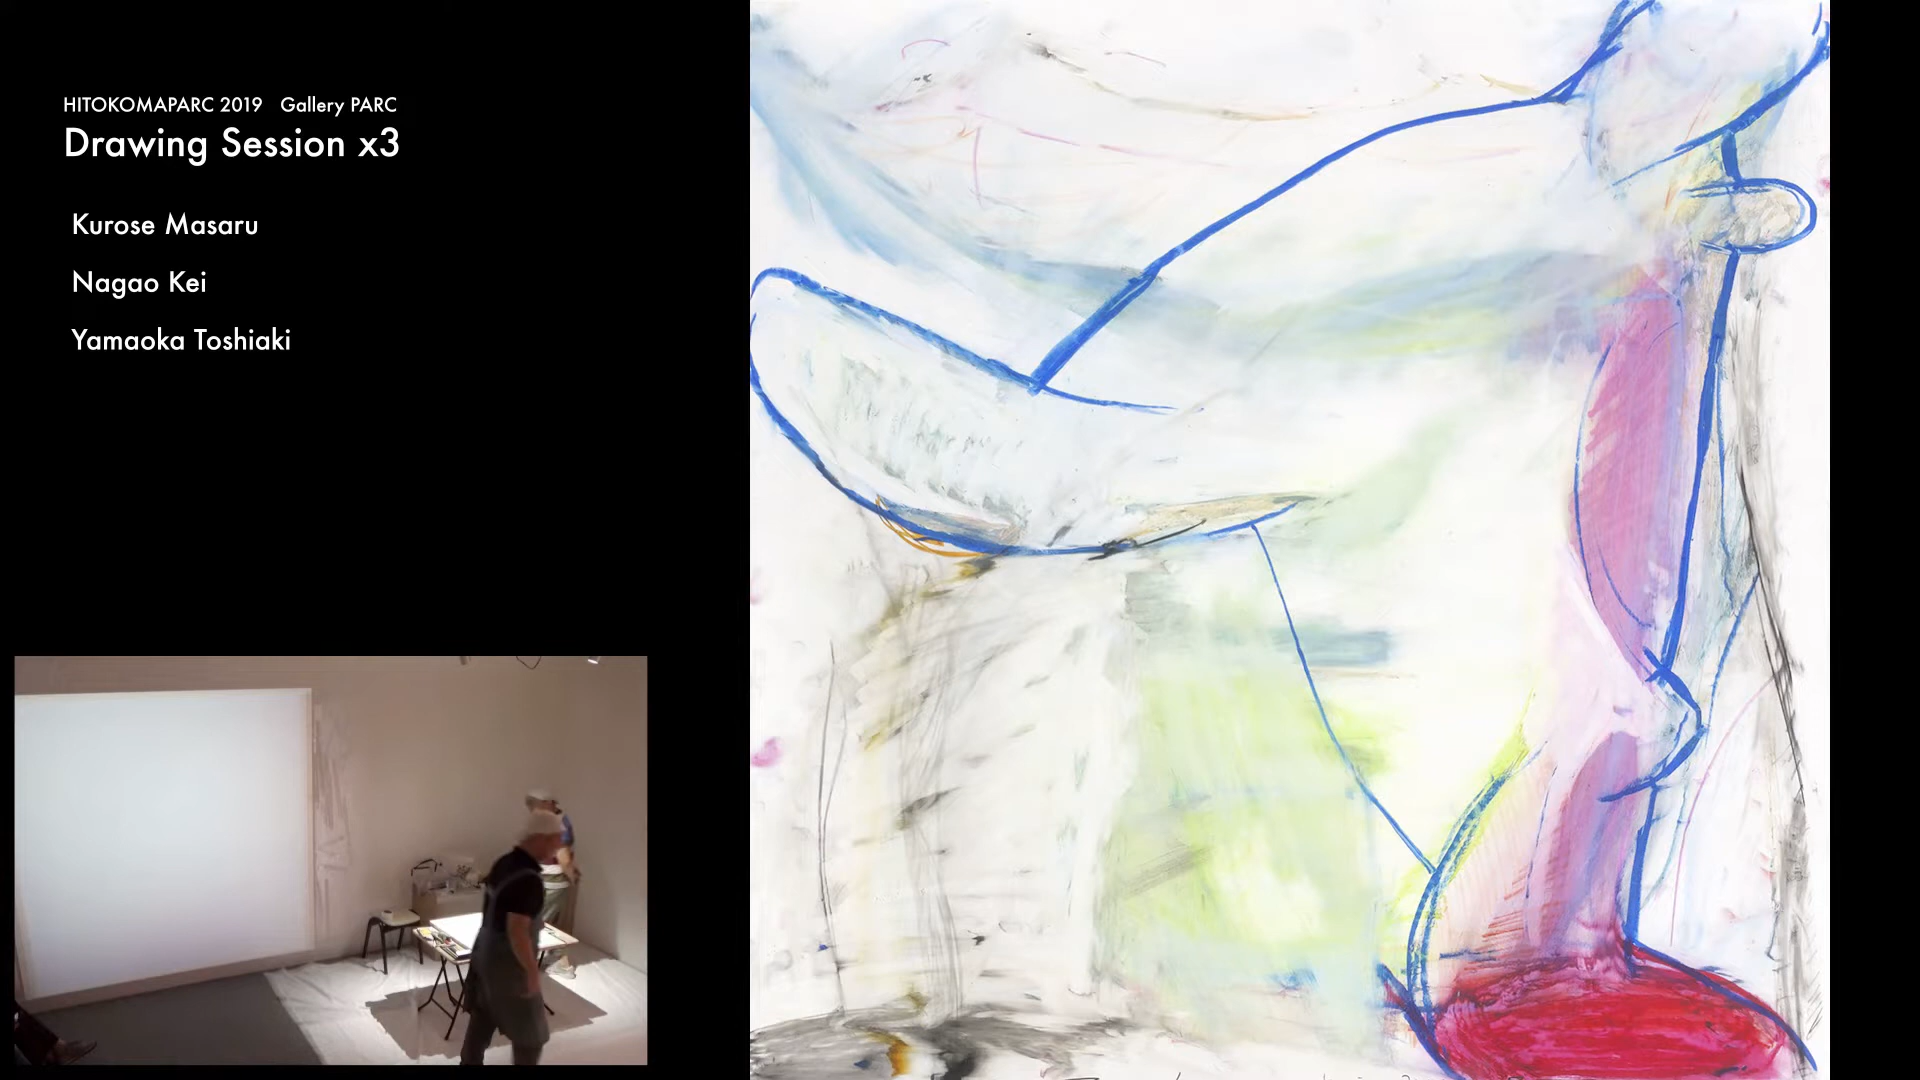 HITOKOMAPARC 2019 Gallery PARC
Drawing Session x3
Kurose Masaru
Nagao Kei
Yamaoka Toshiaki